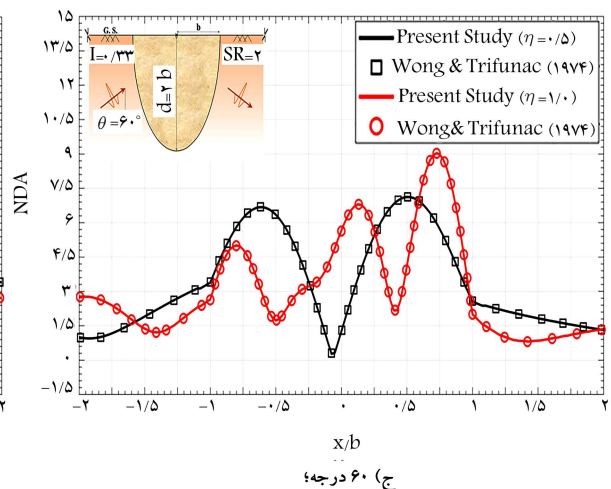 ۱۵
۱۳/۵
۱۲
۱۰/۵
۹
۷/۵
۶
۴/۵
۳
۱/۵
۰
−۱/۵
NDA
G.S.
b
I=۰/۳۳
SR=۲
d=۲ b
θ =۶۰°
Present Study (η =۰/۵)
Wong & Trifunac (۱۹۷۴)
Present Study (η=۱/۰)
Wong& Trifunac (۱۹۷۴)
۲
−۲ −۱/۵ −۱ −۰/۵ ۰ ۰/۵ ۱ ۱/۵ ۲
x/b
ج) ۶۰ درجه؛